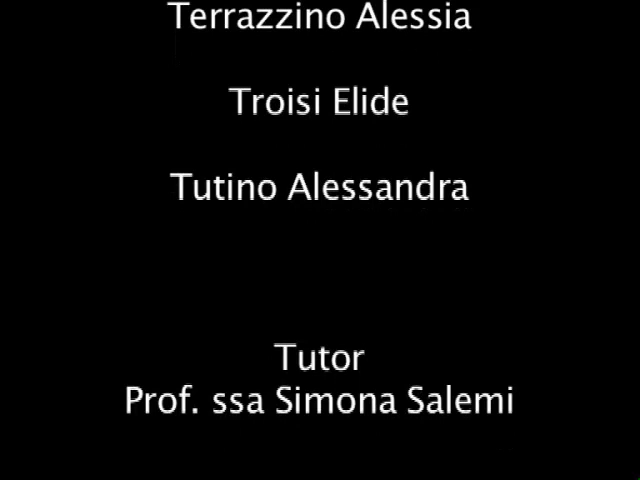 Terrazzino Alessia
Troisi Elide
Tutino Alessandra
Tutor
Prof. ssa Simona Salemi